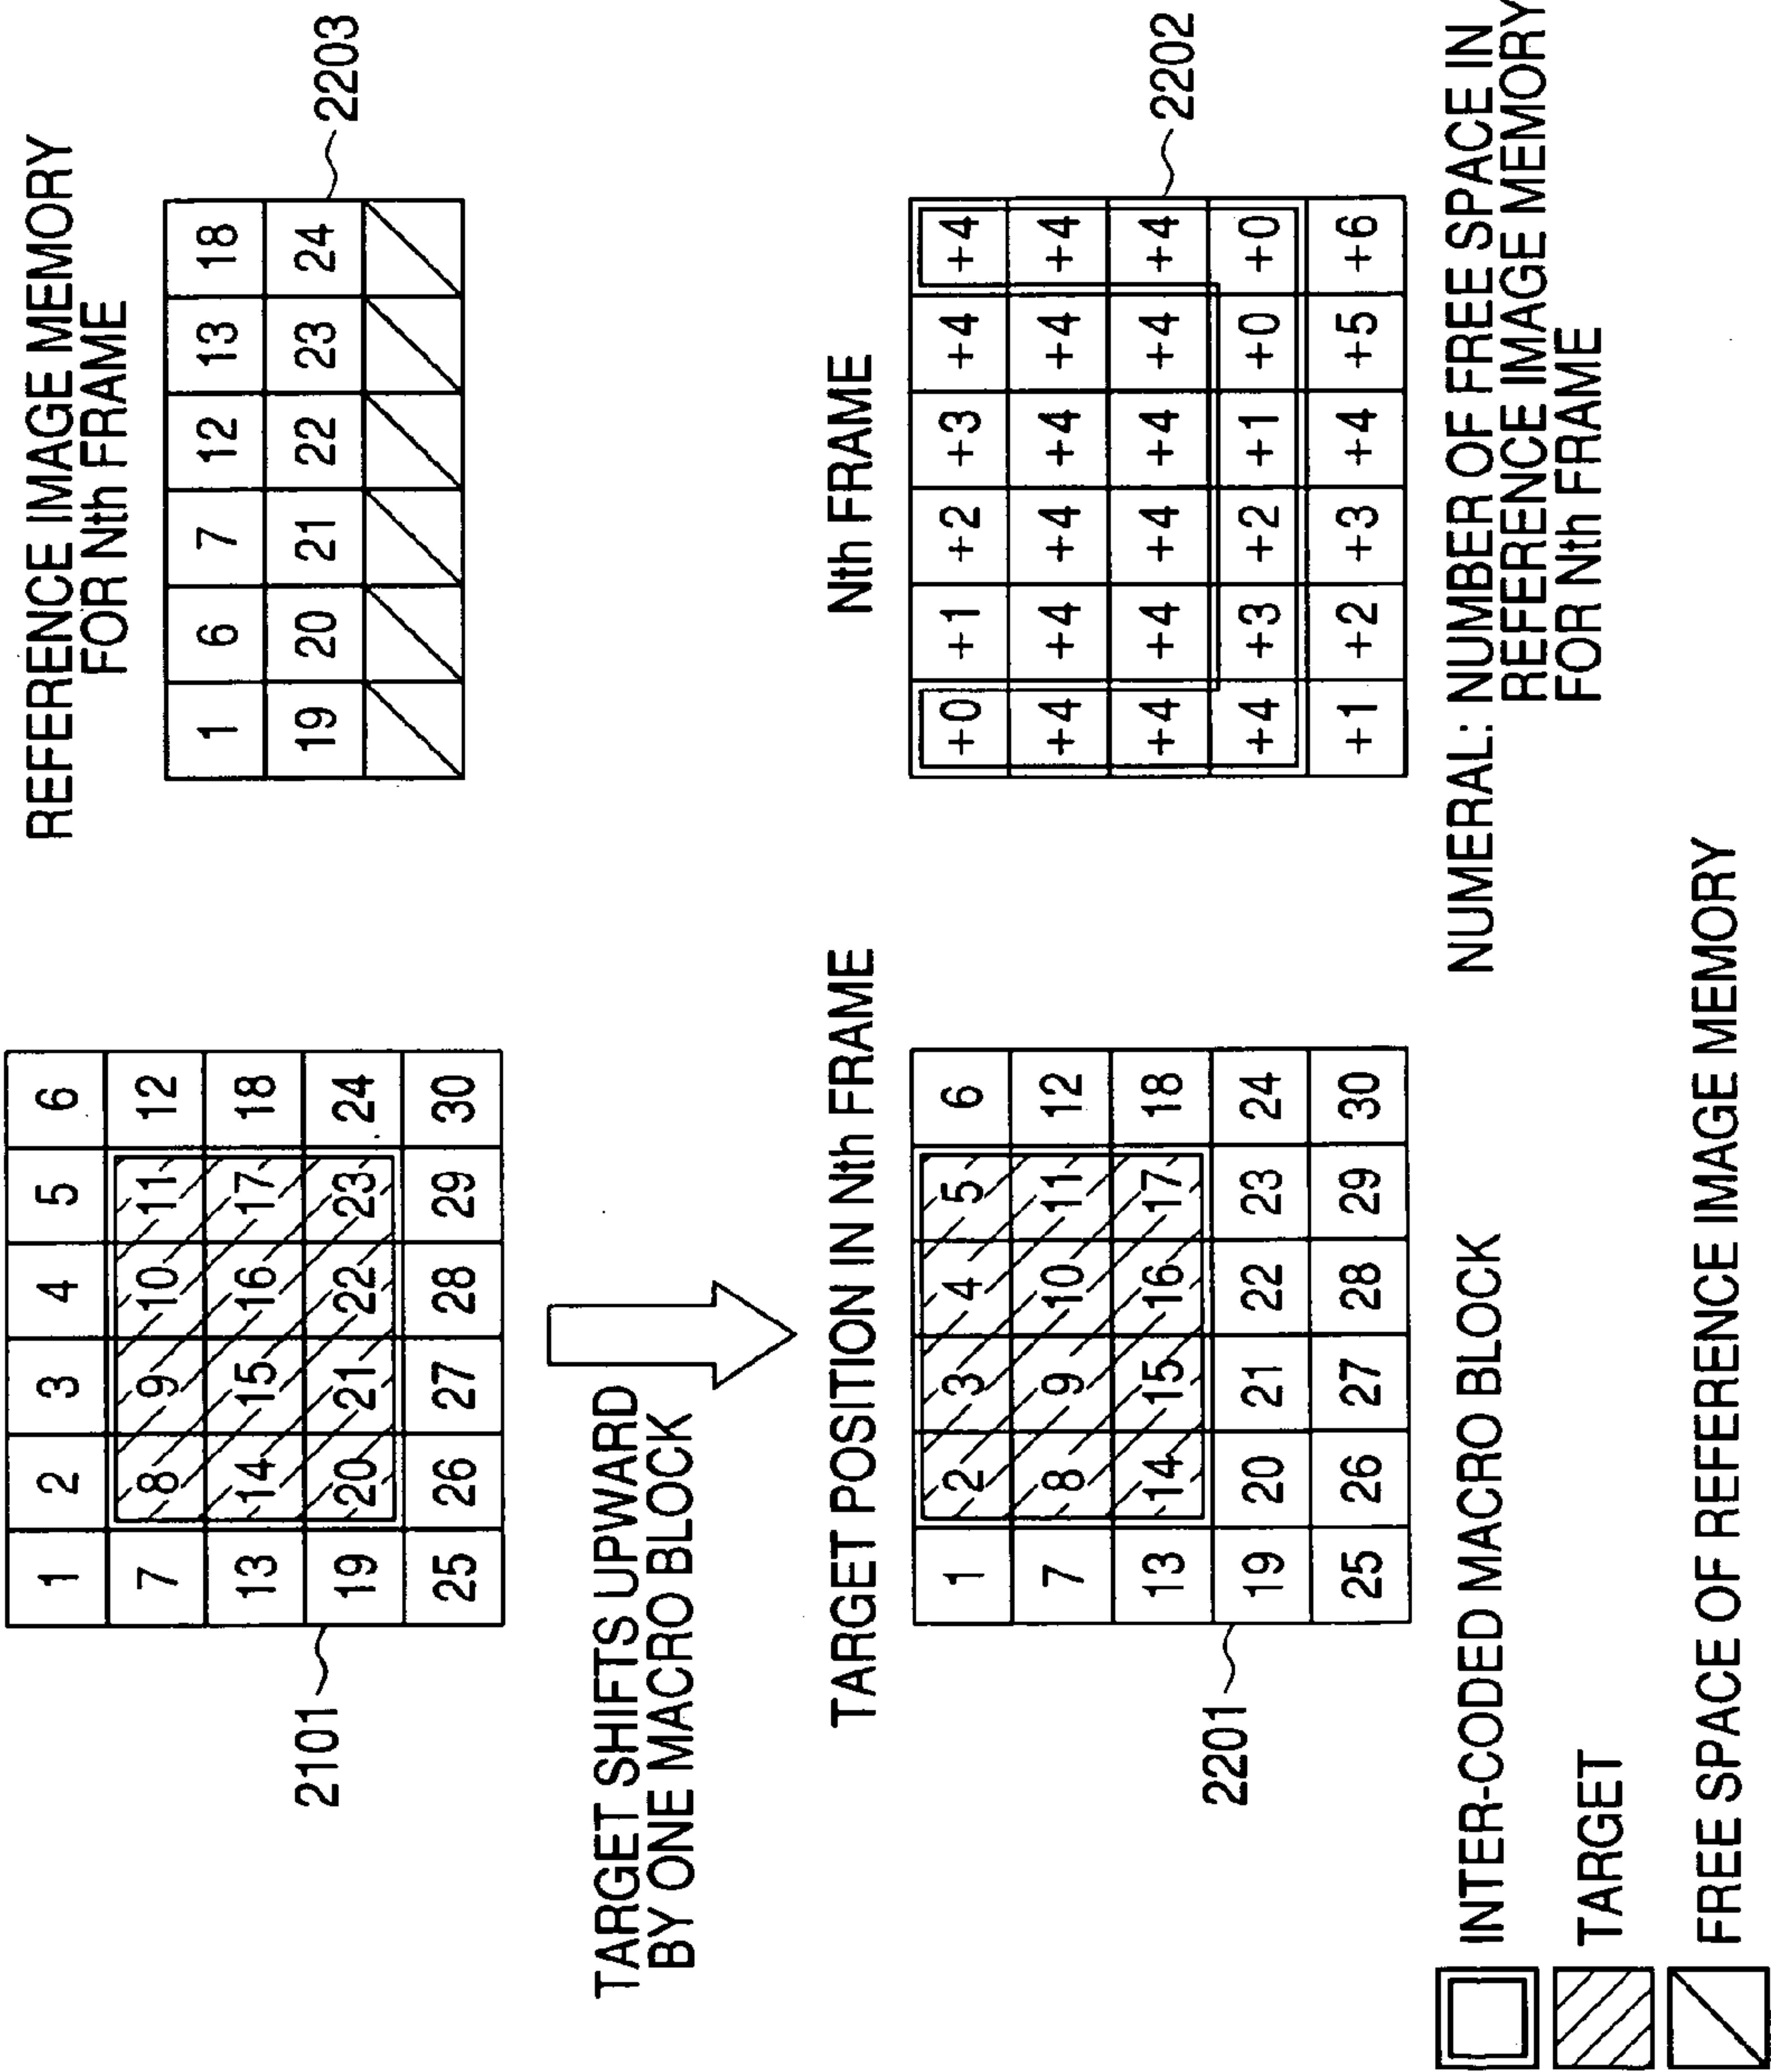 1 2 3 4 5 6
7 8 9 10 11 12
13 14 15 16 17 18
19 20 21 22 23 24
25 26 27 28 29 30
2101
REFERENCE IMAGE MEMORY
FOR Nth FRAME
1 6 7 12 13 18
19 20 21 22 23 24
2203
TARGET SHIFTS UPWARD
BY ONE MACRO BLOCK
TARGET POSITION IN Nth FRAME
1 2 3 4 5 6
7 8 9 10 11 12
13 14 15 16 17 18
19 20 21 22 23 24
25 26 27 28 29 30
2201
Nth FRAME
+0 +1 +2 +3 +4 +4
+4 +4 +4 +4 +4 +4
+4 +4 +4 +4 +4 +4
+4 +3 +2 +1 +0 +0
+1 +2 +3 +4 +5 +6
2202
INTER-CODED MACRO BLOCK
TARGET
FREE SPACE OF REFERENCE IMAGE MEMORY
NUMERAL: NUMBER OF FREE SPACE IN
REFERENCE IMAGE MEMORY
FOR Nth FRAME